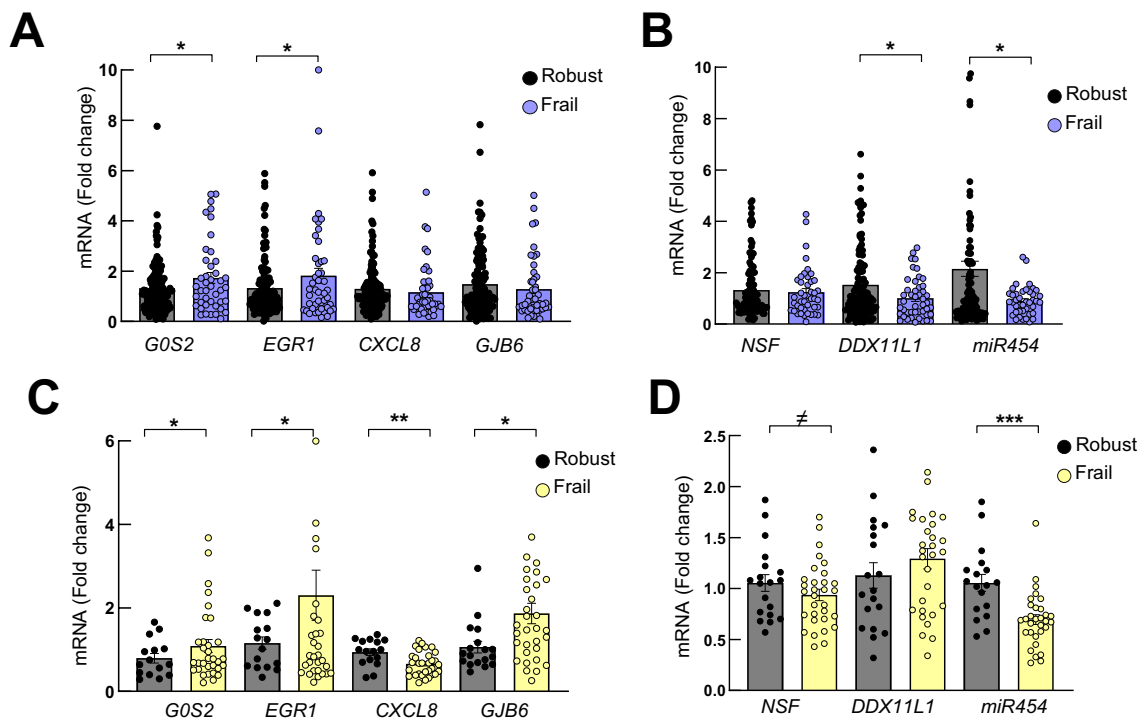 A
* *
10
8
6
4
2
0
mRNA (Fold change)
Robust
Frail
G0S2 EGR1 CXCL8 GJB6
B
* *
10
8
6
4
2
0
mRNA (Fold change)
Robust
Frail
NSF DDX11L1 miR454
C
* * ** *
6
4
2
0
mRNA (Fold change)
Robust
Frail
G0S2 EGR1 CXCL8 GJB6
D
≠ ***
2.5
2.0
1.5
1.0
0.5
0.0
mRNA (Fold change)
Robust
Frail
NSF DDX11L1 miR454